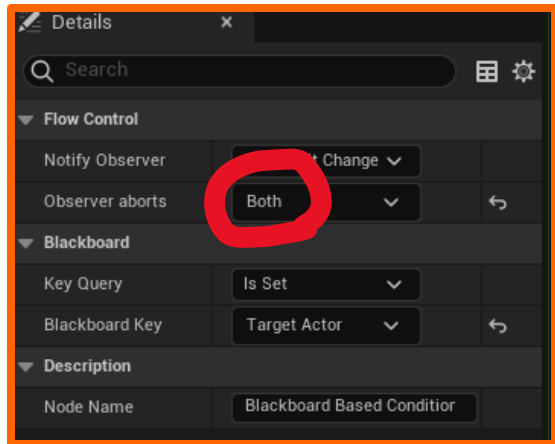 Details
Search
Flow Control
Notify Observer Change
Observer aborts Both
Blackboard
Key Query Is Set
Blackboard Key Target Actor
Description
Node Name Blackboard Based Condition